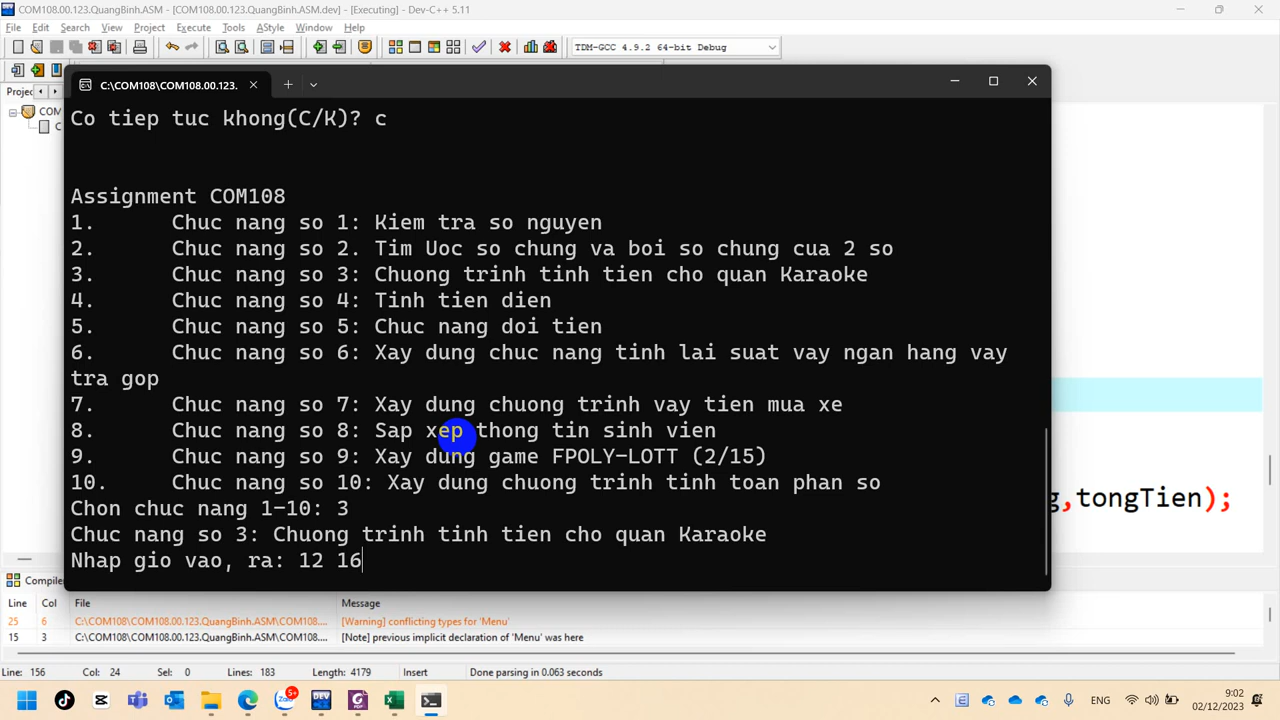 COM108.00.123.QuangBinh.ASM - [COM108.00.123.QuangBinh.ASM.dev] - [Executing] - Dev-C++ 5.11
File Edit Search View Project Execute Tools AStyle Window Help
TDM-GCC 4.9.2 64-bit Debug
Projec
COM
C
C:\COM108\COM108.00.123.
Co tiep tuc khong(C/K)? c
Assignment COM108
1. Chuc nang so 1: Kiem tra so nguyen
2. Chuc nang so 2. Tim Uoc so chung va boi so chung cua 2 so
3. Chuc nang so 3: Chuong trinh tinh tien cho quan Karaoke
4. Chuc nang so 4: Tinh tien dien
5. Chuc nang so 5: Chuc nang doi tien
6. Chuc nang so 6: Xay dung chuc nang tinh lai suat vay ngan hang vay
tra gop
7. Chuc nang so 7: Xay dung chuong trinh vay tien mua xe
8. Chuc nang so 8: Sap xep thong tin sinh vien
9. Chuc nang so 9: Xay dung game FPOLY-LOTT (2/15)
10. Chuc nang so 10: Xay dung chuong trinh tinh toan phan so
Chon chuc nang 1-10: 3
Chuc nang so 3: Chuong trinh tinh tien cho quan Karaoke
Nhap gio vao, ra: 12 16
g,tongTien);
Compiler
Line Col File Message
25 6 C:\COM108\COM108.00.123.QuangBinh.ASM\COM108.... [Warning] conflicting types for 'Menu'
15 3 C:\COM108\COM108.00.123.QuangBinh.ASM\COM108.... [Note] previous implicit declaration of 'Menu' was here
Line: 156 Col: 24 Sel: 0 Lines: 183 Length: 4179 Insert Done parsing in 0.063 seconds
5+
ENG
9:02
02/12/2023